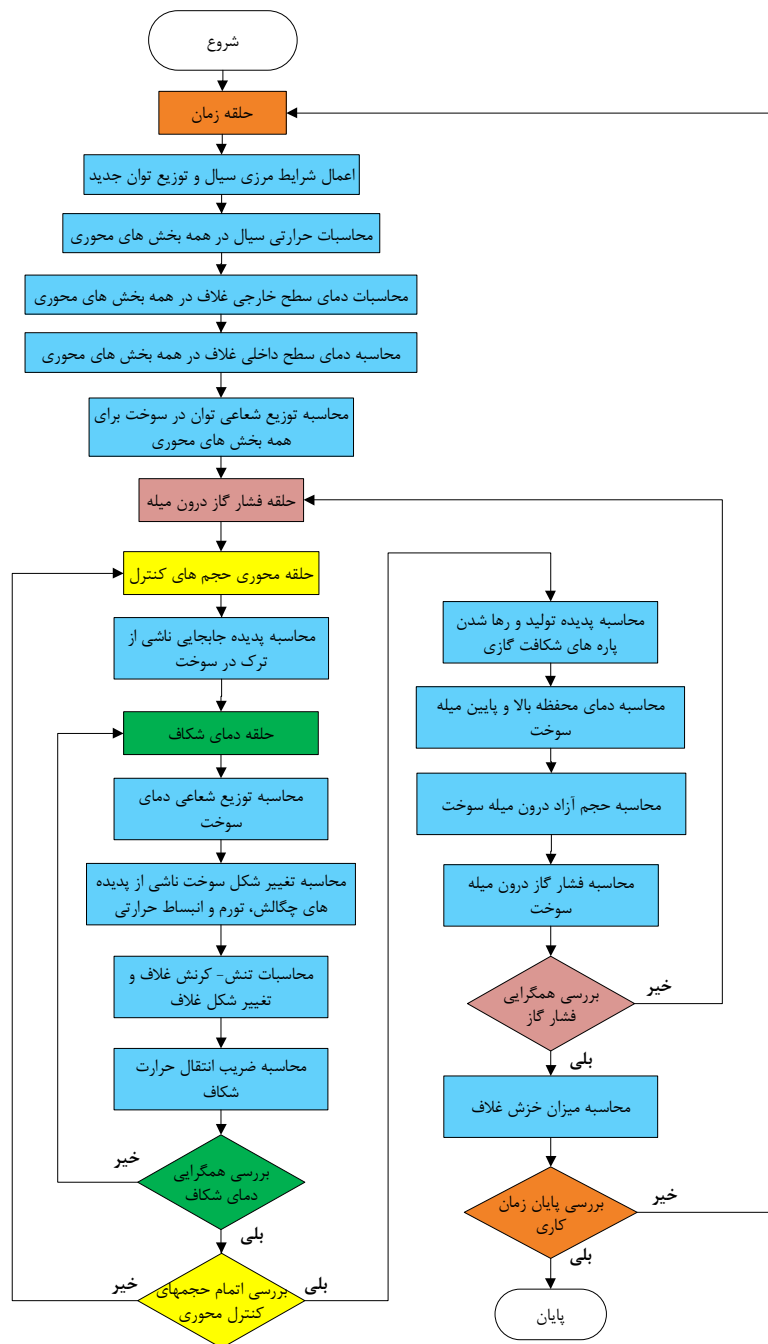 شروع
حلقه زمان
اعمال شرایط مرزی سیال و توزیع توان جدید
محاسبات حرارتی سیال در همه بخش های محوری
محاسبات دمای سطح خارجی غلاف در همه بخش های محوری
محاسبه دمای سطح داخلی غلاف در همه بخش های محوری
محاسبه توزیع شعاعی توان در سوخت برای
همه بخش های محوری
حلقه فشار گاز درون میله
حلقه محوری حجم های کنترل
محاسبه پدیده جابجایی ناشی از
ترک در سوخت
حلقه دمای شکاف
محاسبه توزیع شعاعی دمای
سوخت
محاسبه تغییر شکل سوخت ناشی از پدیده
های چگالش، تورم و انبساط حرارتی
محاسبات تنش- کرنش غلاف و
تغییر شکل غلاف
محاسبه ضریب انتقال حرارت
شکاف
بررسی همگرایی
دمای شکاف
خیر
بلی
بررسی اتمام حجمهای
کنترل محوری
خیر
بلی
محاسبه پدیده تولید و رها شدن
پاره های شکافت گازی
محاسبه دمای محفظه بالا و پایین میله
سوخت
محاسبه حجم آزاد درون میله سوخت
محاسبه فشار گاز درون میله
سوخت
بررسی همگرایی
فشار گاز
خیر
بلی
محاسبه میزان خزش غلاف
بررسی پایان زمان
کاری
خیر
بلی
پایان